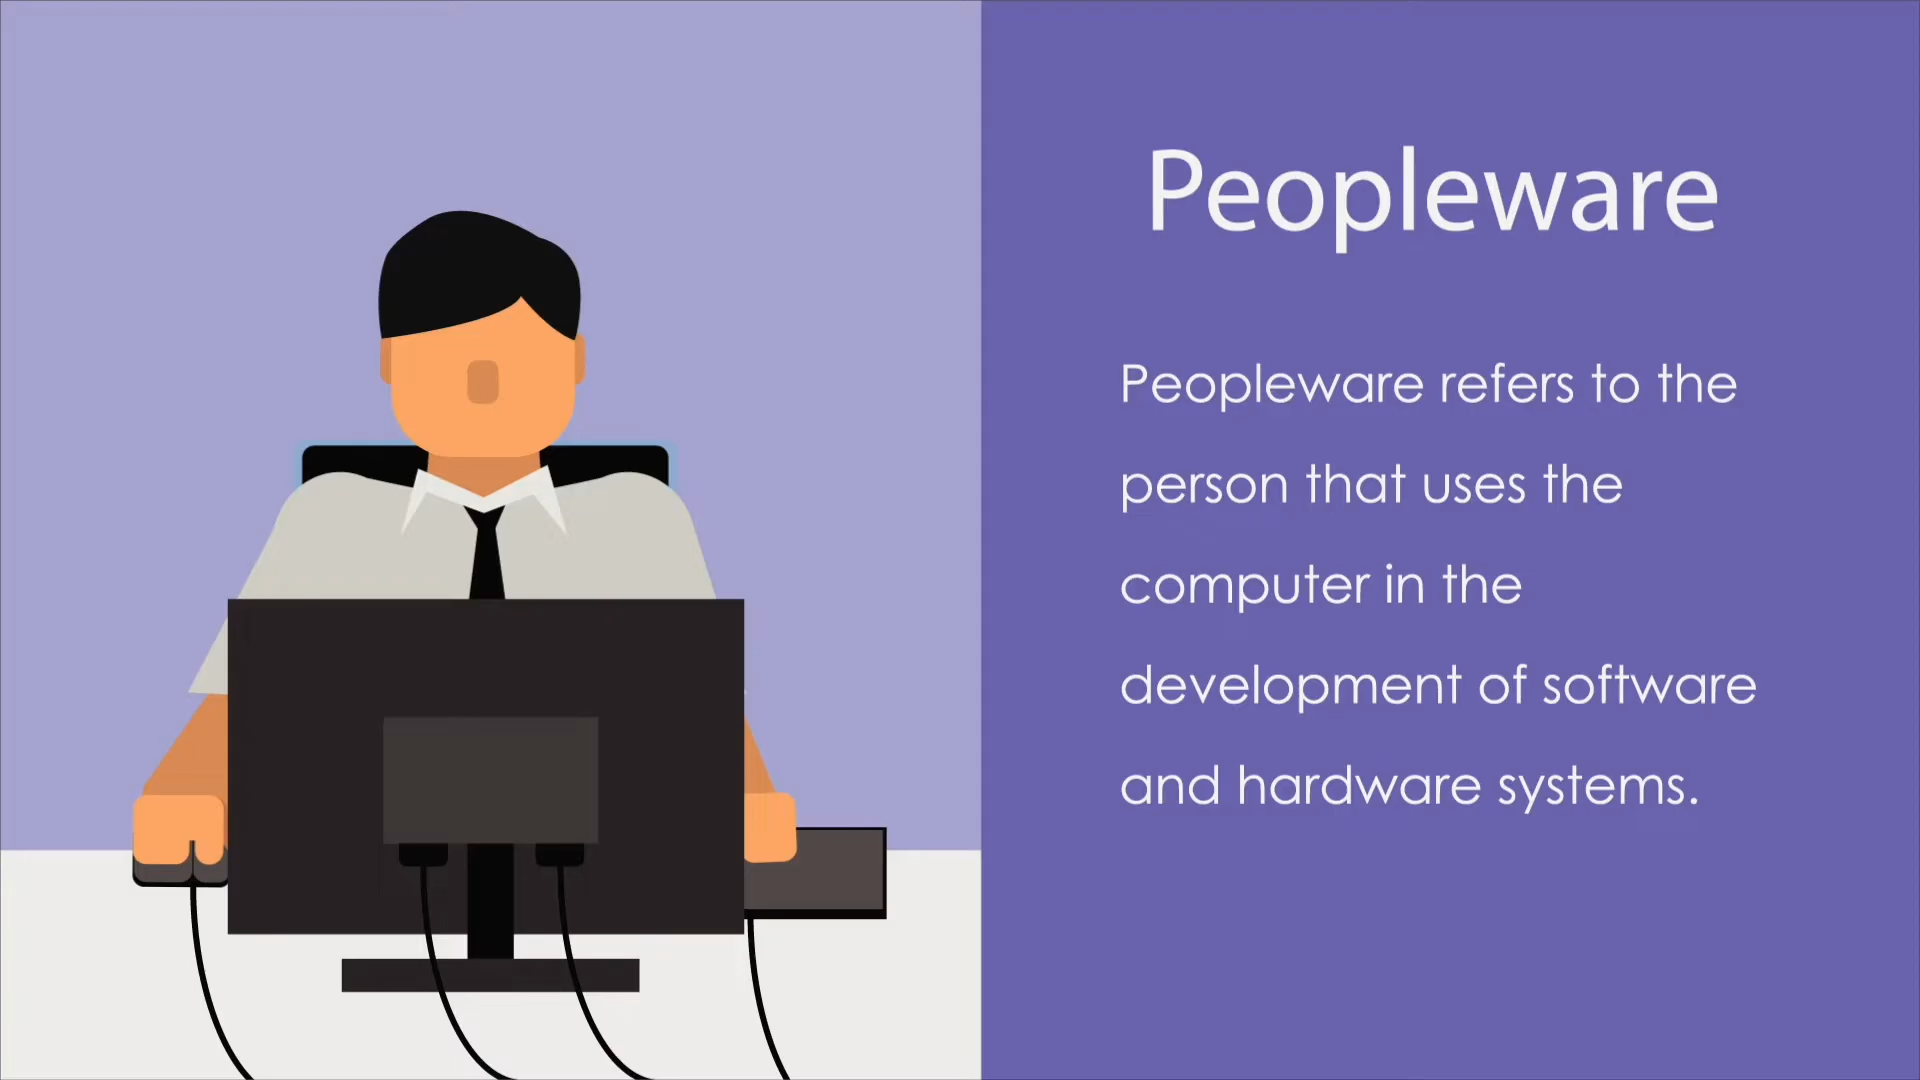 Peopleware
Peopleware refers to the
person that uses the
computer in the
development of software
and hardware systems.